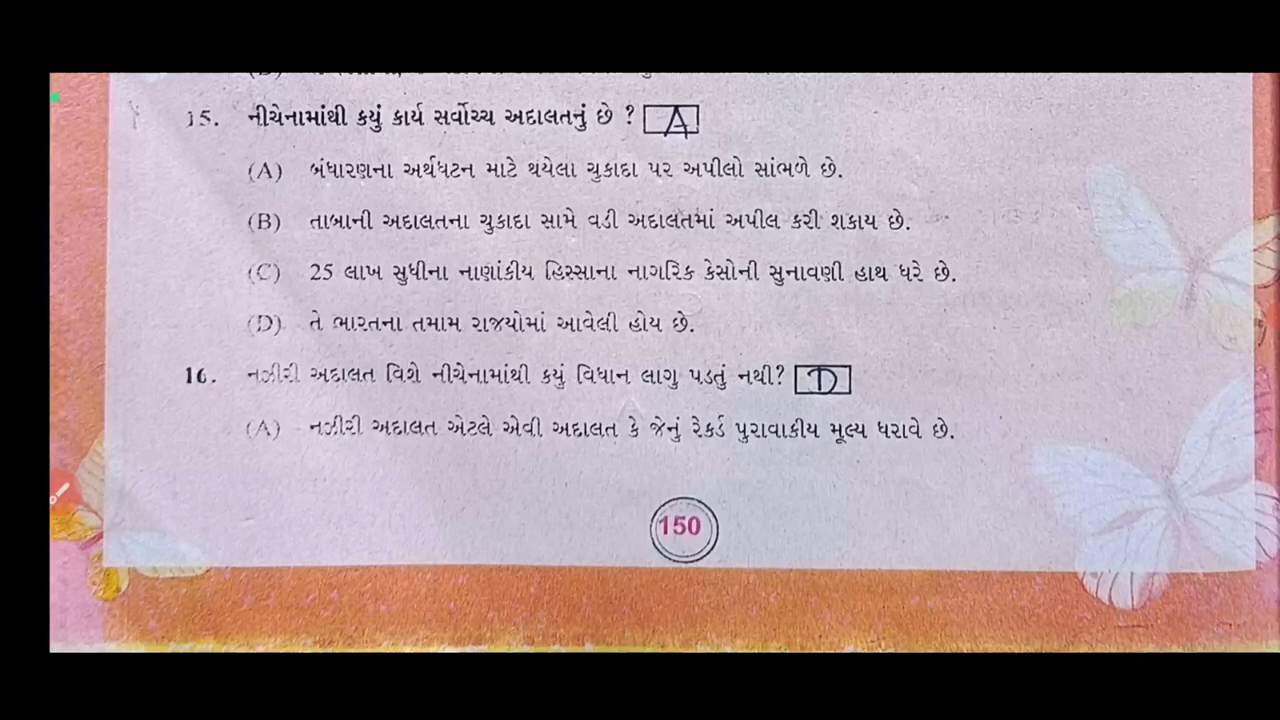 15. નીચેનામાંથી કયું કાર્ય સર્વોચ્ચ અદાલતનું છે ? A
(A) બંધારણના અર્થઘટન માટે થયેલા ચુકાદા પર અપીલો સાંભળે છે.
(B) તાબાની અદાલતના ચુકાદા સામે વડી અદાલતમાં અપીલ કરી શકાય છે.
(C) 25 લાખ સુધીના નાણાંકીય હિસ્સાના નાગરિક કેસોની સુનાવણી હાથ ધરે છે.
(D) તે ભારતના તમામ રાજયોમાં આવેલી હોય છે.
16. નઝીરી અદાલત વિશે નીચેનામાંથી કયું વિધાન લાગુ પડતું નથી? D
(A) નઝીરી અદાલત એટલે એવી અદાલત કે જેનું રેકર્ડ પુરાવાકીય મૂલ્ય ધરાવે છે.
150